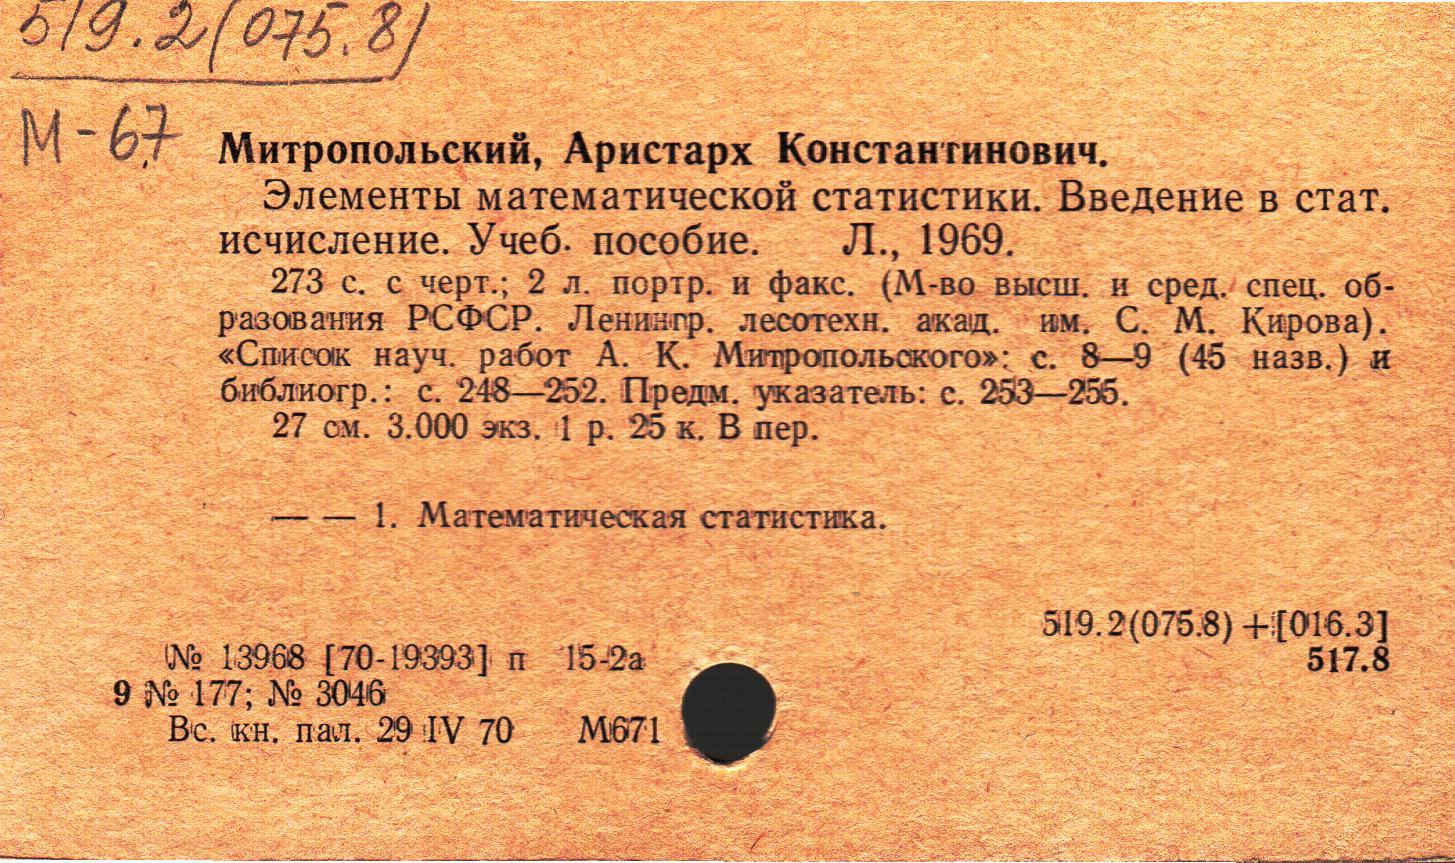 519.2(075.8)
М-67
Митропольский, Аристарх Константинович.
Элементы математической статистики. Введение в стат.
исчисление. Учеб. пособие. Л., 1969.
273 с. с черт.; 2 л. портр. и факс. (М-во высш. и сред. спец. об-
разования РСФСР. Ленингр. лесотехн. акад. им. С. М. Кирова).
«Список науч. работ А. К. Митропольского»: с. 8—9 (45 назв.) и
библиогр.: с. 248—252. Предм. указатель: с. 253—255.
27 см. 3.000 экз. 1 р. 25 к. В пер.
— — 1. Математическая статистика.
519.2(075.8) +[016.3]
№ 13968 [70-19393] п 15-2а
517.8
9 № 177; № 3046
Вс. кн. пал. 29 IV 70 М671